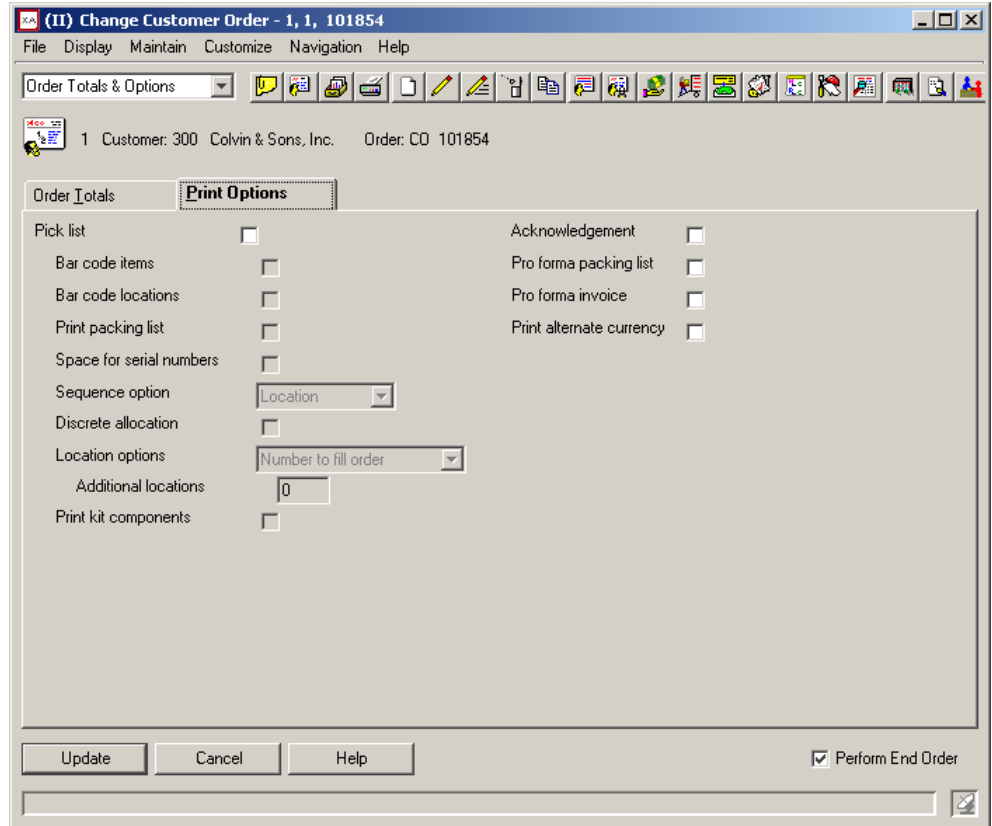 XA (II) Change Customer Order - 1, 1, 101854
File Display Maintain Customize Navigation Help
Order Totals & Options
1 Customer: 300 Colvin & Sons, Inc. Order: CO 101854
Order Totals Print Options
Pick list
Acknowledgement
Bar code items
Pro forma packing list
Bar code locations
Pro forma invoice
Print packing list
Print alternate currency
Space for serial numbers
Sequence option Location
Discrete allocation
Location options Number to fill order
Additional locations 0
Print kit components
Update Cancel Help Perform End Order